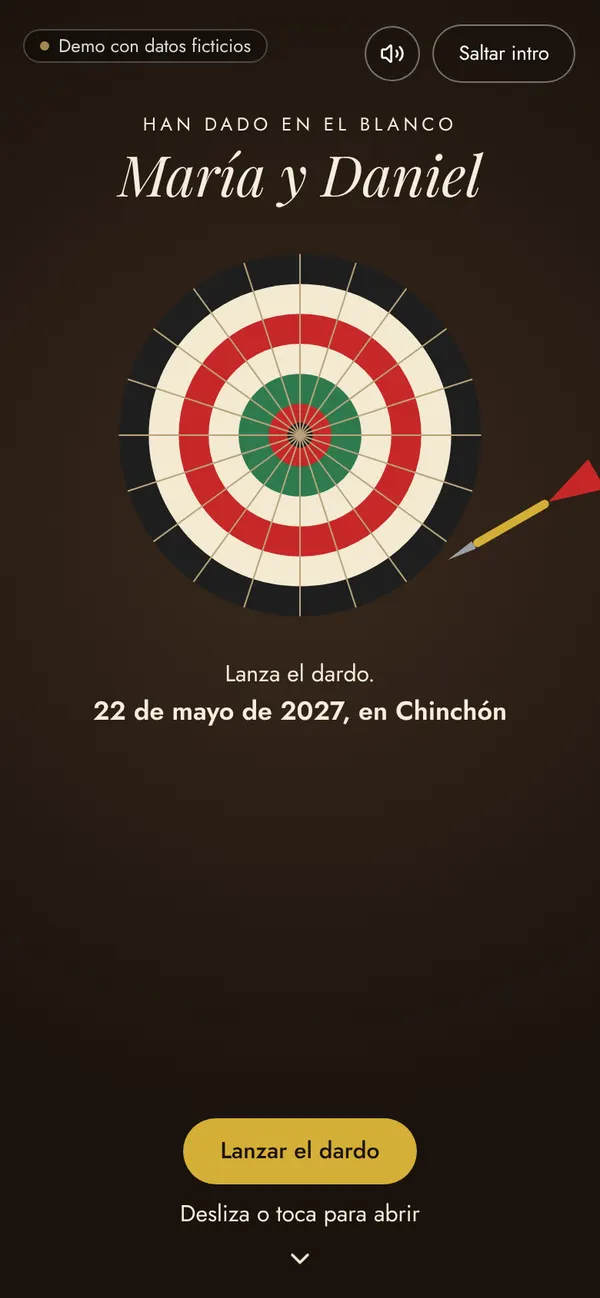 Demo con datos ficticios
Saltar intro
HAN DADO EN EL BLANCO
María y Daniel
Lanza el dardo.
22 de mayo de 2027, en Chinchón
Lanzar el dardo
Desliza o toca para abrir